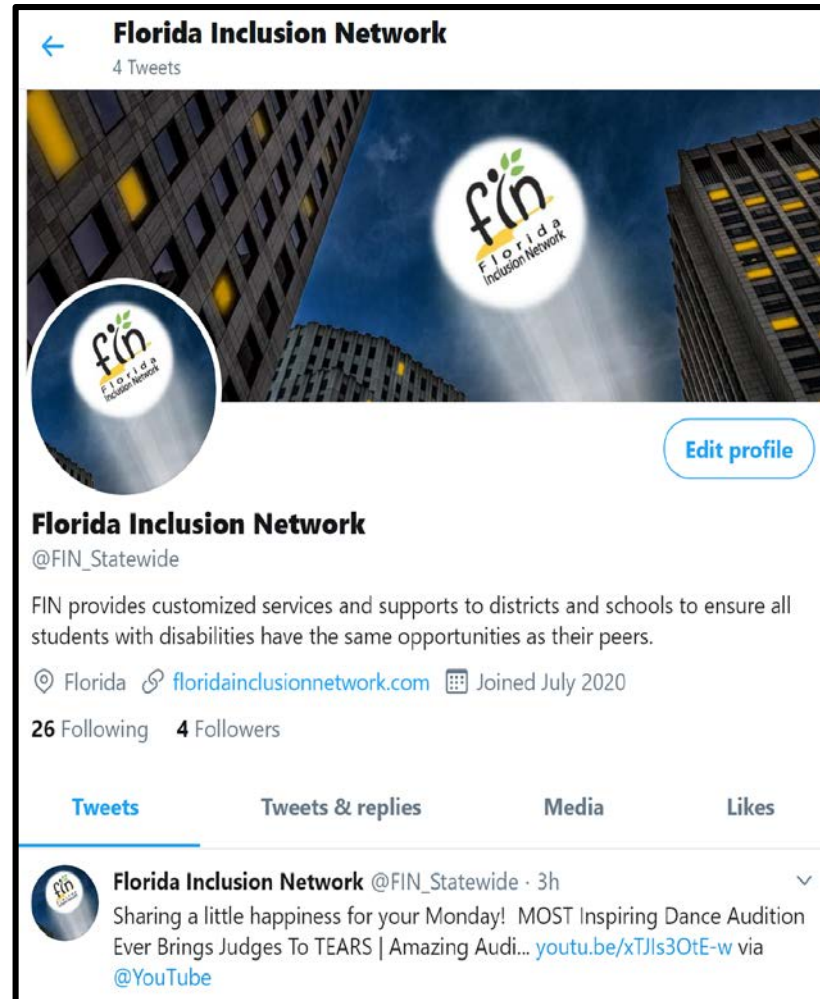 Florida Inclusion Network
4 Tweets
fin
Florida
Inclusion Network
fin
Florida
Inclusion Network
Edit profile
Florida Inclusion Network
@FIN_Statewide
FIN provides customized services and supports to districts and schools to ensure all
students with disabilities have the same opportunities as their peers.
Florida floridainclusionnetwork.com Joined July 2020
26 Following 4 Followers
Tweets Tweets & replies Media Likes
fin
Florida Inclusion Network @FIN_Statewide · 3h
Sharing a little happiness for your Monday!  MOST Inspiring Dance Audition
Ever Brings Judges To TEARS | Amazing Audi... youtu.be/xTJIs3OtE-w via
@YouTube